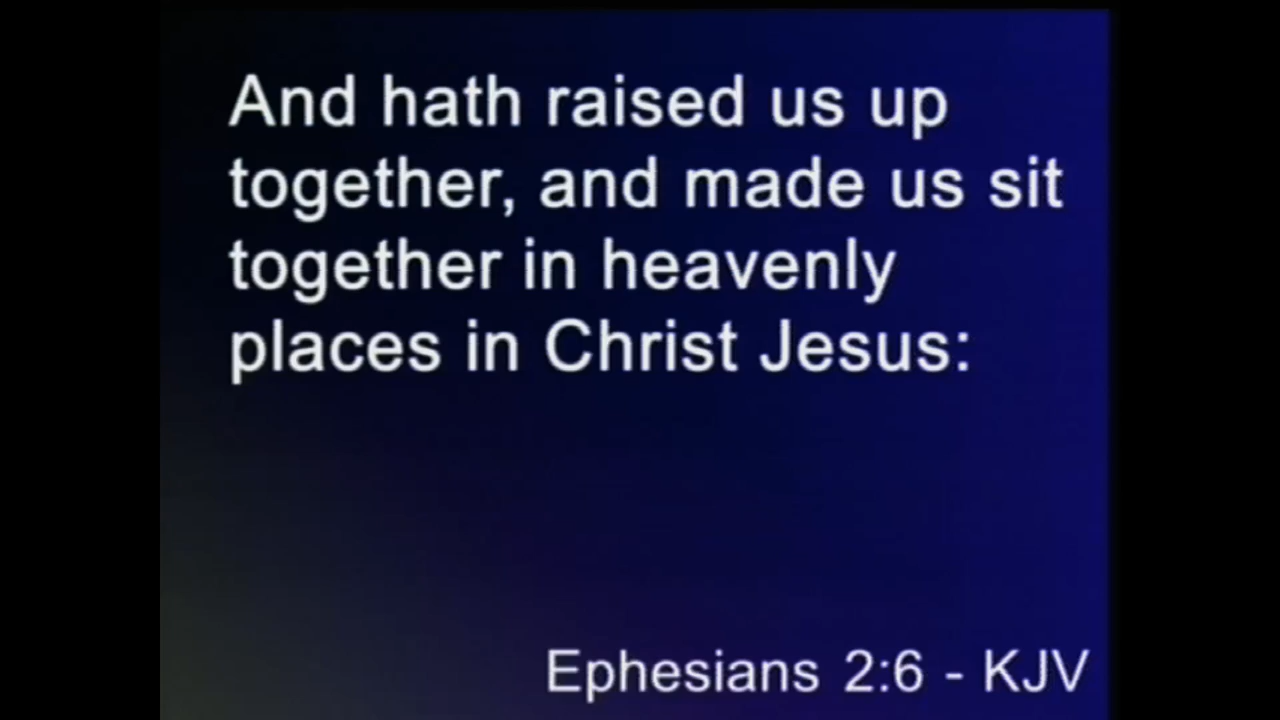 And hath raised us up
together, and made us sit
together in heavenly
places in Christ Jesus:
Ephesians 2:6 - KJV